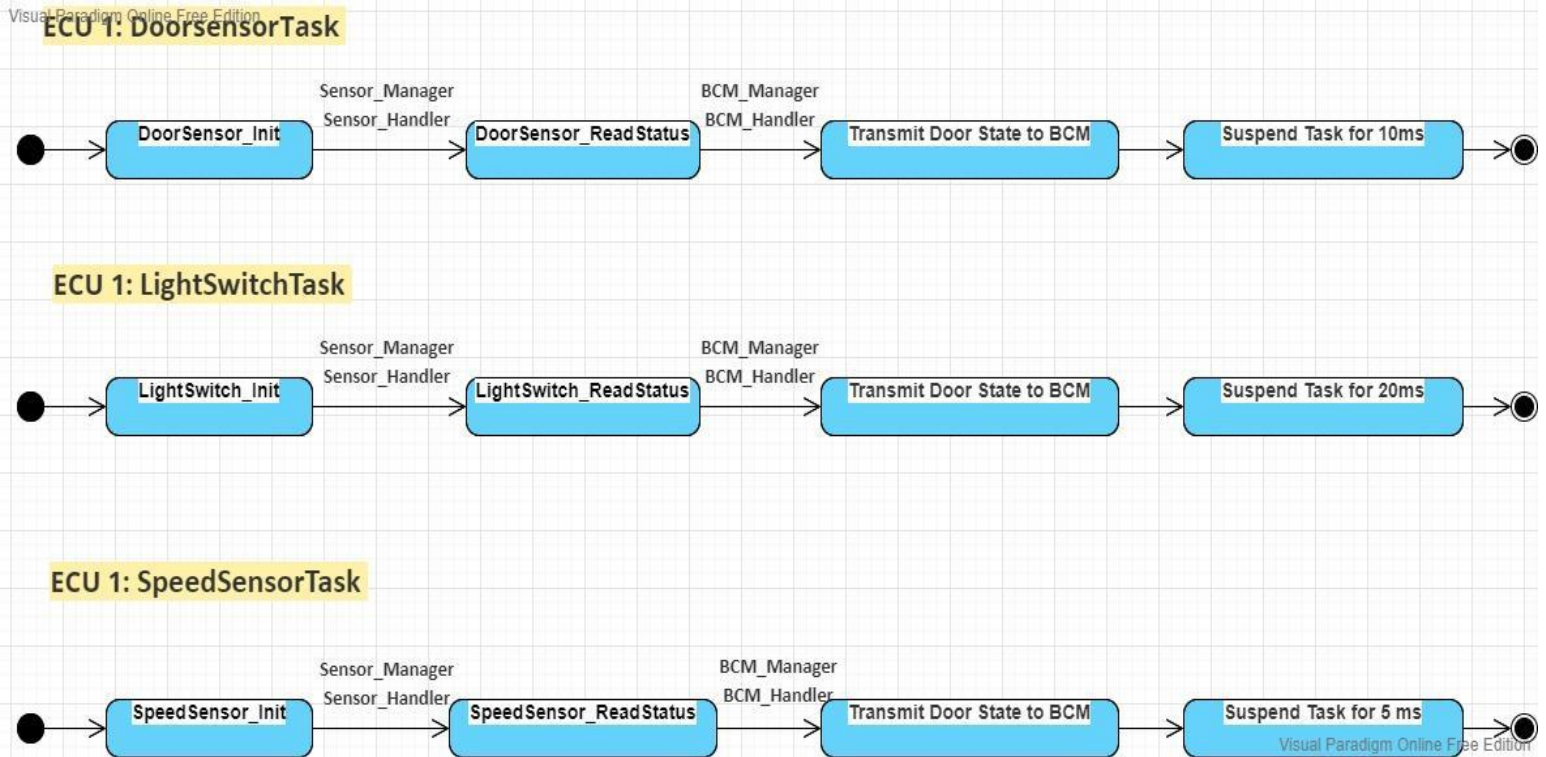 Visual Paradigm Online Free Edition
ECU 1: DoorsensorTask
Sensor_Manager
Sensor_Handler
BCM_Manager
BCM_Handler
DoorSensor_Init
DoorSensor_ReadStatus
Transmit Door State to BCM
Suspend Task for 10ms
ECU 1: LightSwitchTask
Sensor_Manager
Sensor_Handler
BCM_Manager
BCM_Handler
LightSwitch_Init
LightSwitch_ReadStatus
Transmit Door State to BCM
Suspend Task for 20ms
ECU 1: SpeedSensorTask
Sensor_Manager
Sensor_Handler
BCM_Manager
BCM_Handler
SpeedSensor_Init
SpeedSensor_ReadStatus
Transmit Door State to BCM
Suspend Task for 5 ms
Visual Paradigm Online Free Edition